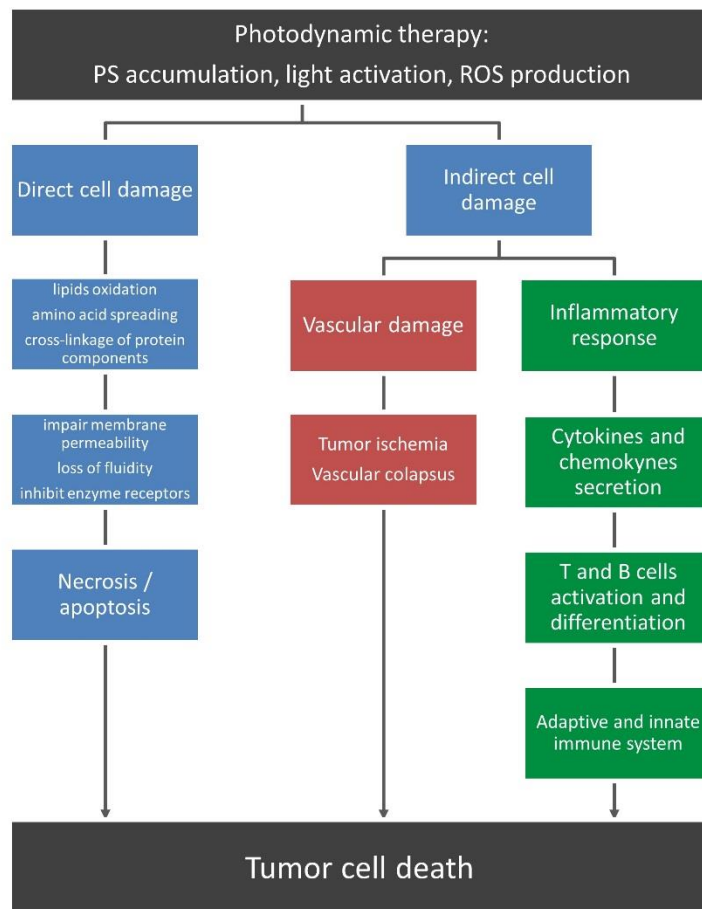 Photodynamic therapy:
PS accumulation, light activation, ROS production
Direct cell damage
Indirect cell
damage
lipids oxidation
amino acid spreading
cross-linkage of protein
components
Vascular damage
Inflammatory
response
impair membrane
permeability
loss of fluidity
inhibit enzyme receptors
Tumor ischemia
Vascular colapsus
Cytokines and
chemokynes
secretion
Necrosis /
apoptosis
T and B cells
activation and
differentiation
Adaptive and innate
immune system
Tumor cell death